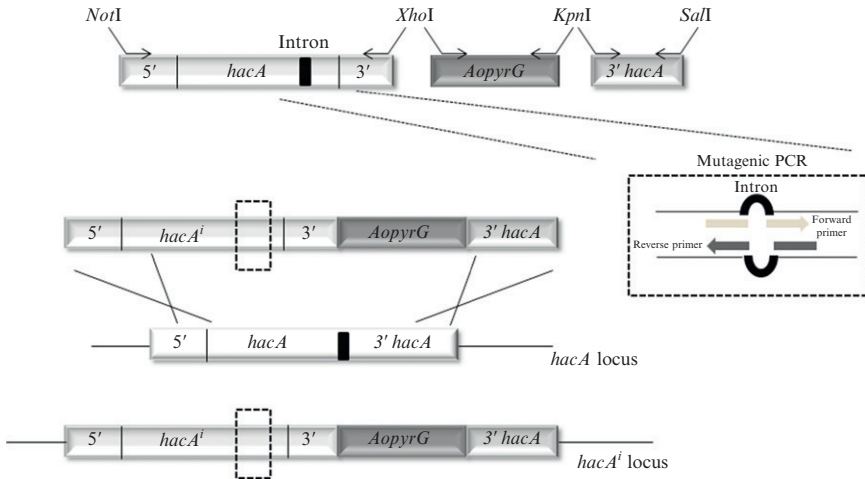 NotI
Intron
XhoI
KpnI
SalI
5′ hacA 3′ AopyrG 3′ hacA
Mutagenic PCR
Intron
Forward
primer
Reverse primer
5′ hacAⁱ 3′ AopyrG 3′ hacA
5′ hacA 3′ hacA
hacA locus
5′ hacAⁱ 3′ AopyrG 3′ hacA
hacAⁱ locus